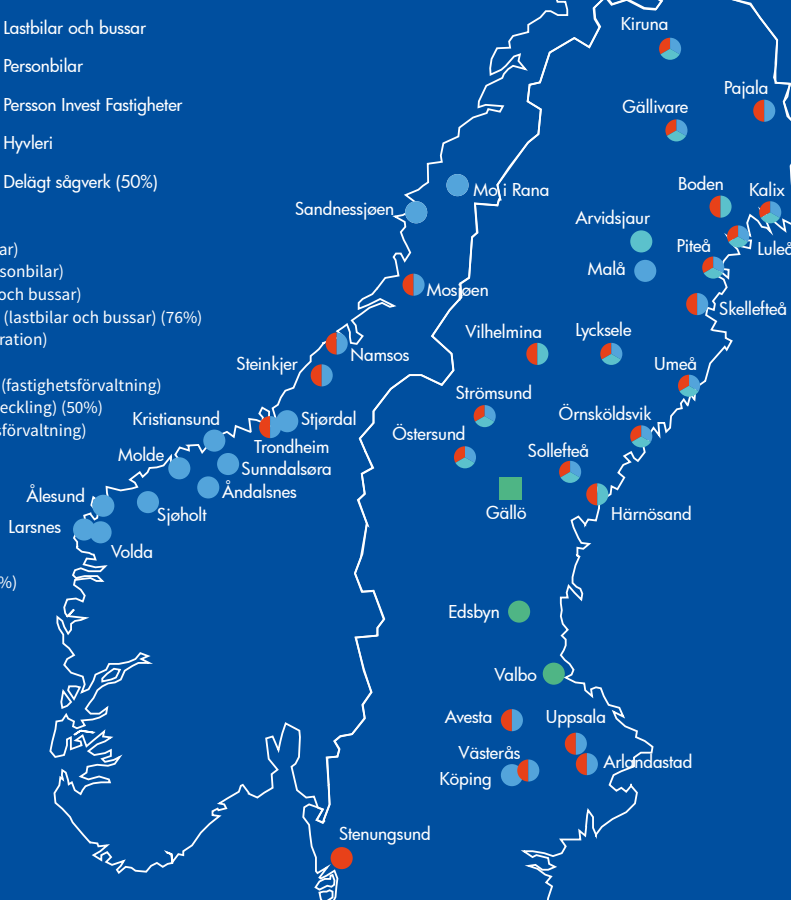 Lastbilar och bussar
Personbilar
Persson Invest Fastigheter
Hyvleri
Delägt sågverk (50%)
ar)
sonbilar)
och bussar)
(lastbilar och bussar) (76%)
ration)
(fastighetsförvaltning)
eckling) (50%)
sförvaltning)
%)
Kiruna
Pajala
Gällivare
Boden
Kalix
Mo i Rana
Sandnessjøen
Arvidsjaur
Piteå
Luleå
Malå
Mosjøen
Skellefteå
Vilhelmina
Lycksele
Namsos
Steinkjer
Umeå
Strömsund
Örnsköldsvik
Kristiansund
Stjørdal
Östersund
Trondheim
Molde
Sunndalsøra
Sollefteå
Åndalsnes
Ålesund
Sjøholt
Gällö
Härnösand
Larsnes
Volda
Edsbyn
Valbo
Avesta
Uppsala
Västerås
Arlandastad
Köping
Stenungsund